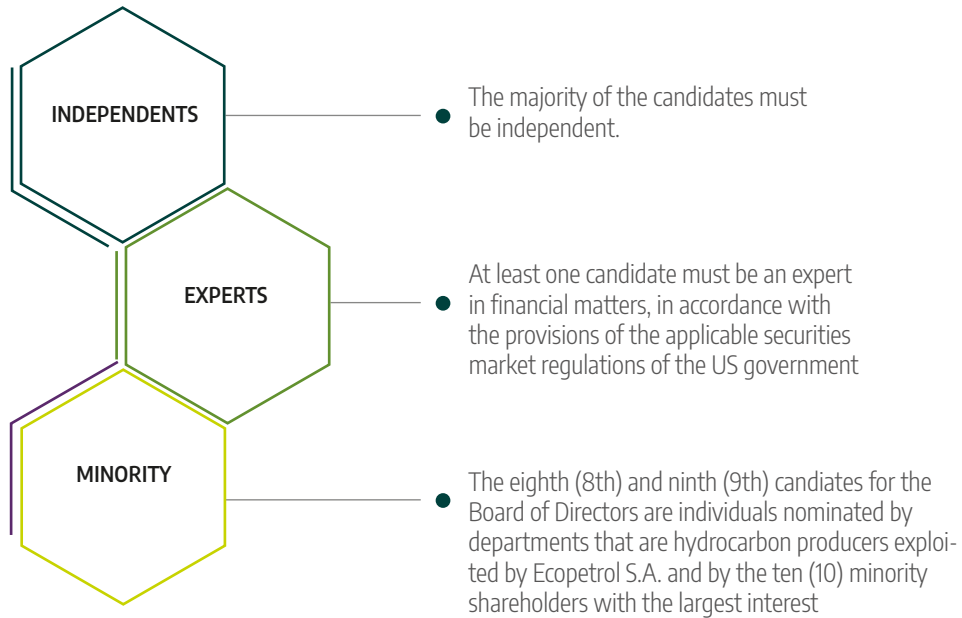 INDEPENDENTS
The majority of the candidates must
be independent.
EXPERTS
At least one candidate must be an expert
in financial matters, in accordance with
the provisions of the applicable securities
market regulations of the US government
MINORITY
The eighth (8th) and ninth (9th) candiates for the
Board of Directors are individuals nominated by
departments that are hydrocarbon producers exploi-
ted by Ecopetrol S.A. and by the ten (10) minority
shareholders with the largest interest